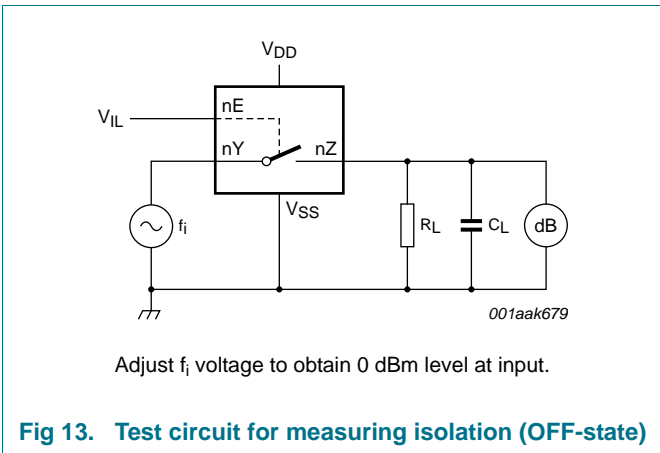 VDD
nE
VIL
nY
nZ
VSS
fi
RL
CL
dB
001aak679
Adjust fi voltage to obtain 0 dBm level at input.
Fig 13. Test circuit for measuring isolation (OFF-state)